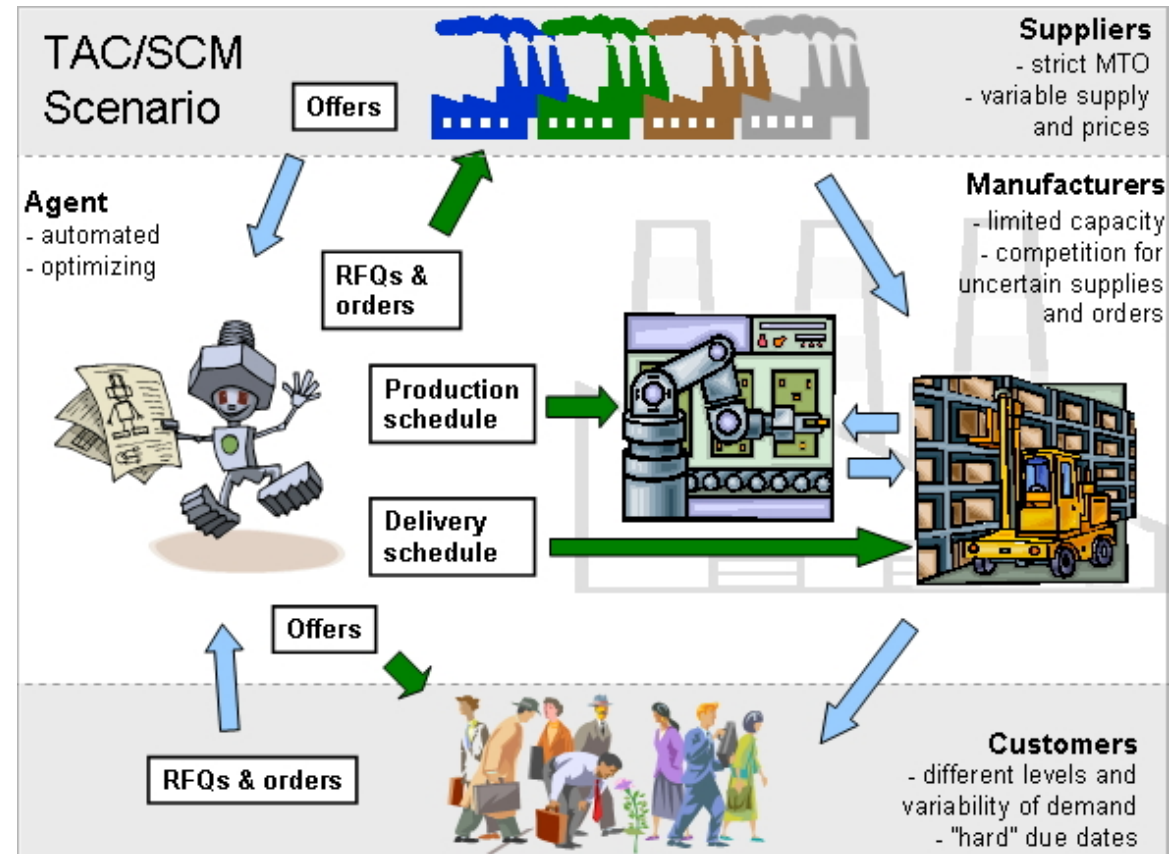 TAC/SCM
Scenario
Offers
Suppliers
- strict MTO
- variable supply
and prices
Agent
- automated
- optimizing
RFQs &
orders
Manufacturers
- limited capacity
- competition for
uncertain supplies
and orders
Production
schedule
Delivery
schedule
Offers
RFQs & orders
Customers
- different levels and
variability of demand
- "hard" due dates